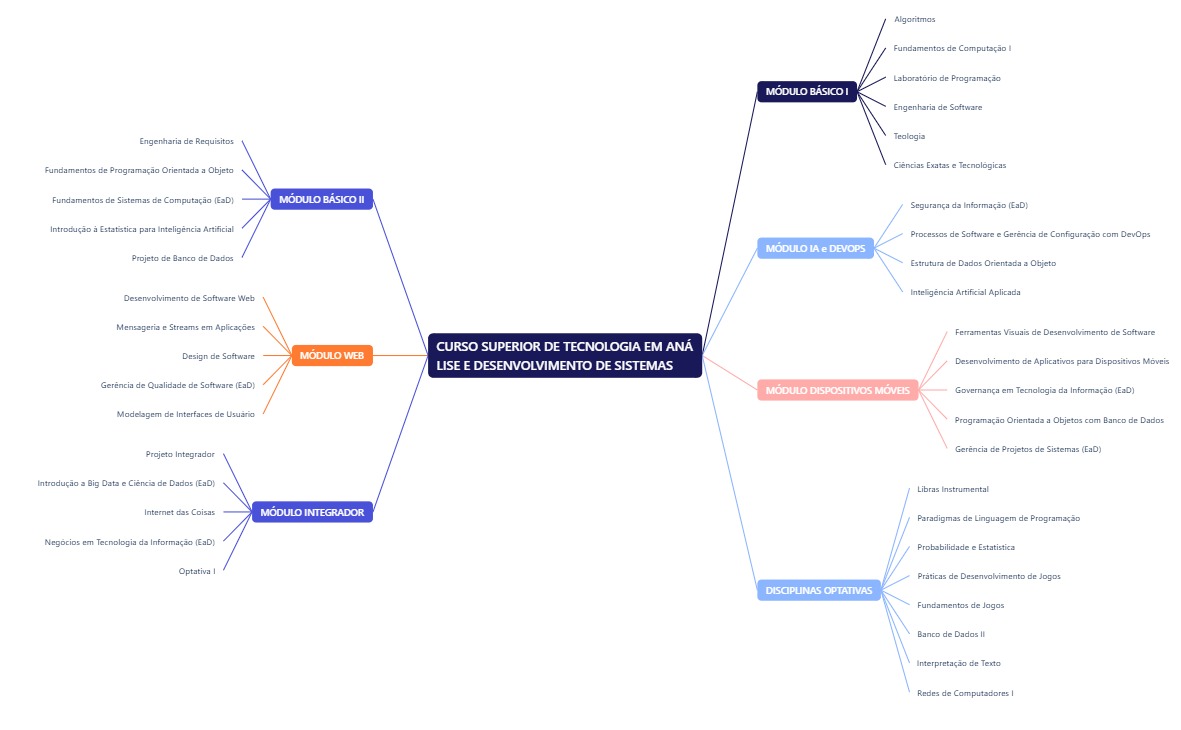 CURSO SUPERIOR DE TECNOLOGIA EM ANÁ
LISE E DESENVOLVIMENTO DE SISTEMAS
MÓDULO BÁSICO I
Algoritmos
Fundamentos de Computação I
Laboratório de Programação
Engenharia de Software
Teologia
Ciências Exatas e Tecnológicas
MÓDULO IA e DEVOPS
Segurança da Informação (EaD)
Processos de Software e Gerência de Configuração com DevOps
Estrutura de Dados Orientada a Objeto
Inteligência Artificial Aplicada
MÓDULO DISPOSITIVOS MÓVEIS
Ferramentas Visuais de Desenvolvimento de Software
Desenvolvimento de Aplicativos para Dispositivos Móveis
Governança em Tecnologia da Informação (EaD)
Programação Orientada a Objetos com Banco de Dados
Gerência de Projetos de Sistemas (EaD)
DISCIPLINAS OPTATIVAS
Libras Instrumental
Paradigmas de Linguagem de Programação
Probabilidade e Estatística
Práticas de Desenvolvimento de Jogos
Fundamentos de Jogos
Banco de Dados II
Interpretação de Texto
Redes de Computadores I
MÓDULO BÁSICO II
Engenharia de Requisitos
Fundamentos de Programação Orientada a Objeto
Fundamentos de Sistemas de Computação (EaD)
Introdução à Estatística para Inteligência Artificial
Projeto de Banco de Dados
MÓDULO WEB
Desenvolvimento de Software Web
Mensageria e Streams em Aplicações
Design de Software
Gerência de Qualidade de Software (EaD)
Modelagem de Interfaces de Usuário
MÓDULO INTEGRADOR
Projeto Integrador
Introdução a Big Data e Ciência de Dados (EaD)
Internet das Coisas
Negócios em Tecnologia da Informação (EaD)
Optativa I